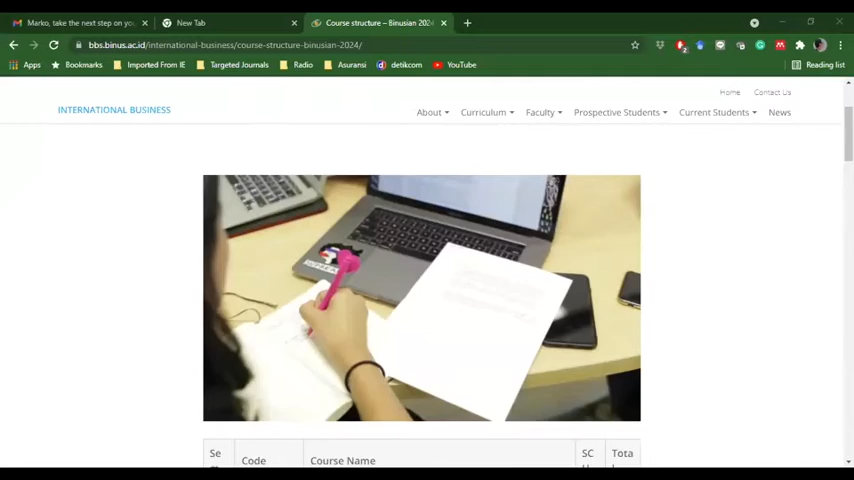 Marko, take the next step on you
New Tab
Course structure – Binusian 2024
bbs.binus.ac.id/international-business/course-structure-binusian-2024/
Apps Bookmarks Imported From IE Targeted Journals Radio Asuransi detikcom YouTube Reading list
Home Contact Us
INTERNATIONAL BUSINESS
About Curriculum Faculty Prospective Students Current Students News
Se Code Course Name SC Tota